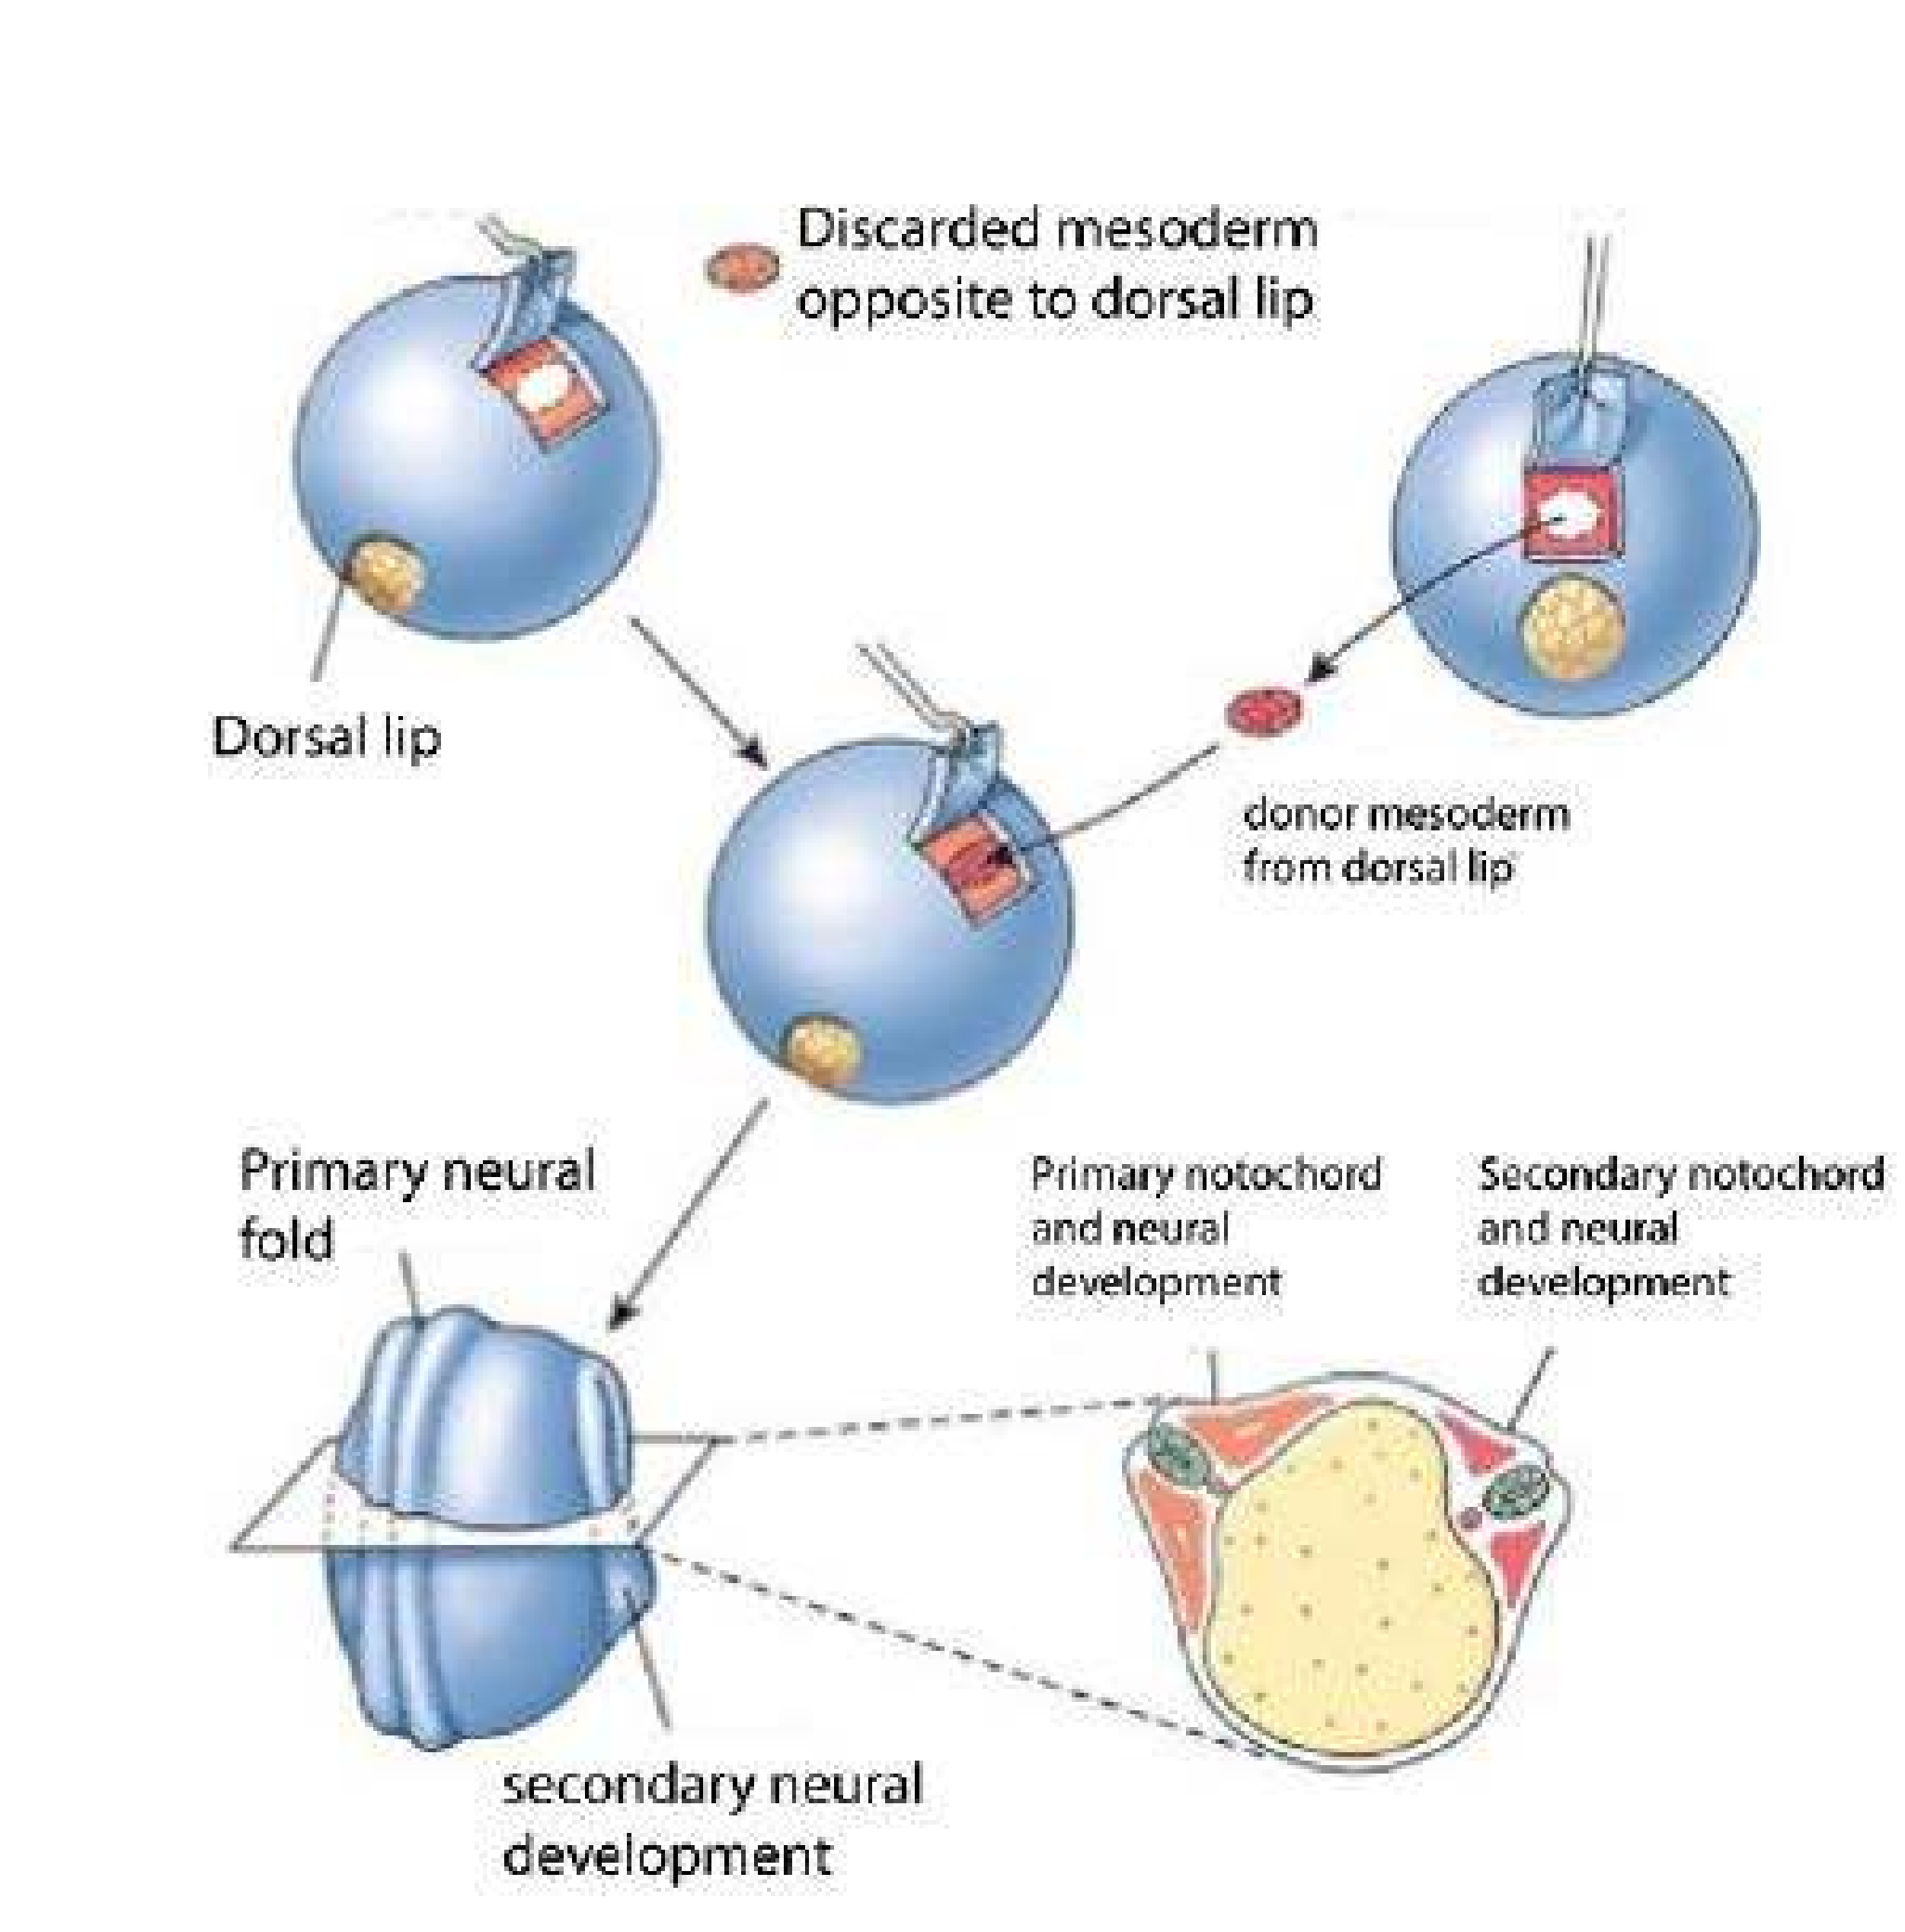 Discarded mesoderm
opposite to dorsal lip
Dorsal lip
donor mesoderm
from dorsal lip
Primary neural
fold
Primary notochord
and neural
development
Secondary notochord
and neural
development
secondary neural
development